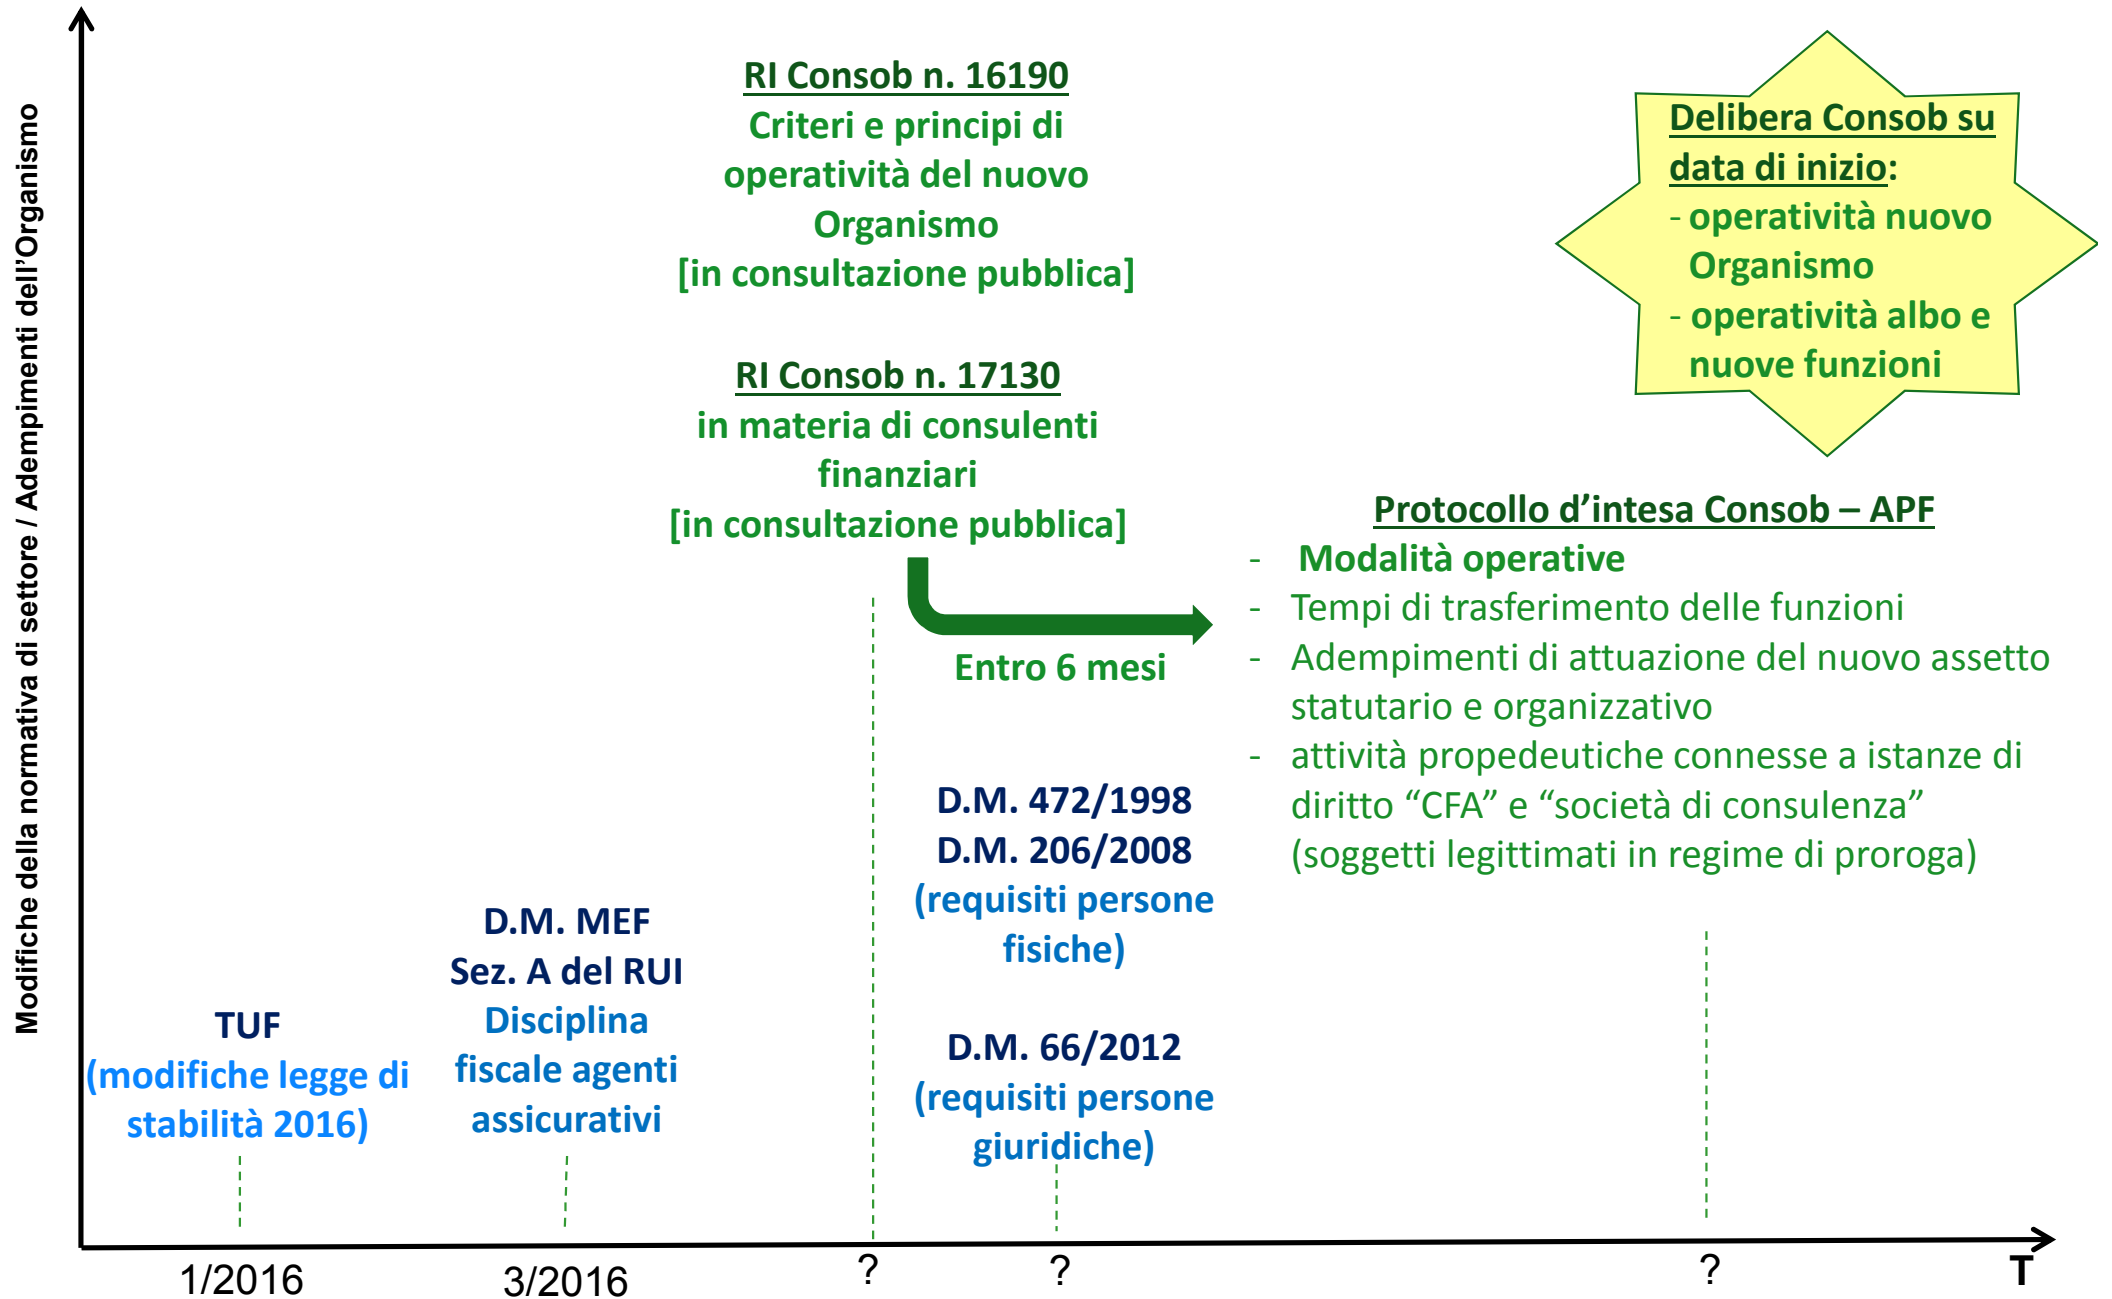 Modifiche della normativa di settore / Adempimenti dell'Organismo
RI Consob n. 16190
Criteri e principi di
operatività del nuovo
Organismo
[in consultazione pubblica]
RI Consob n. 17130
in materia di consulenti
finanziari
[in consultazione pubblica]
Entro 6 mesi
Delibera Consob su
data di inizio:
- operatività nuovo
Organismo
- operatività albo e
nuove funzioni
Protocollo d’intesa Consob – APF
- Modalità operative
- Tempi di trasferimento delle funzioni
- Adempimenti di attuazione del nuovo assetto
statutario e organizzativo
- attività propedeutiche connesse a istanze di
diritto “CFA” e “società di consulenza”
(soggetti legittimati in regime di proroga)
TUF
(modifiche legge di
stabilità 2016)
D.M. MEF
Sez. A del RUI
Disciplina
fiscale agenti
assicurativi
D.M. 472/1998
D.M. 206/2008
(requisiti persone
fisiche)
D.M. 66/2012
(requisiti persone
giuridiche)
1/2016
3/2016
?
?
?
T